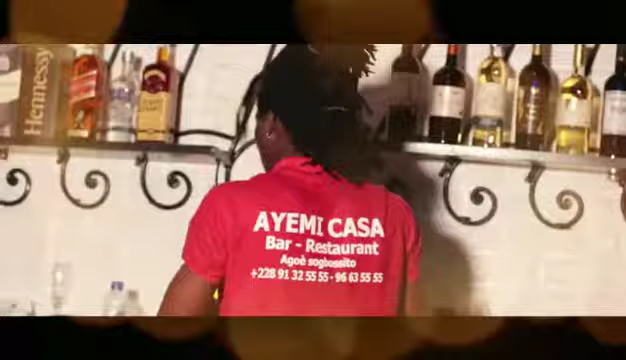 Hennessy
AYEMI CASA
Bar - Restaurant
Agoè sogbossito
+228 91 32 55 55 - 96 63 55 55